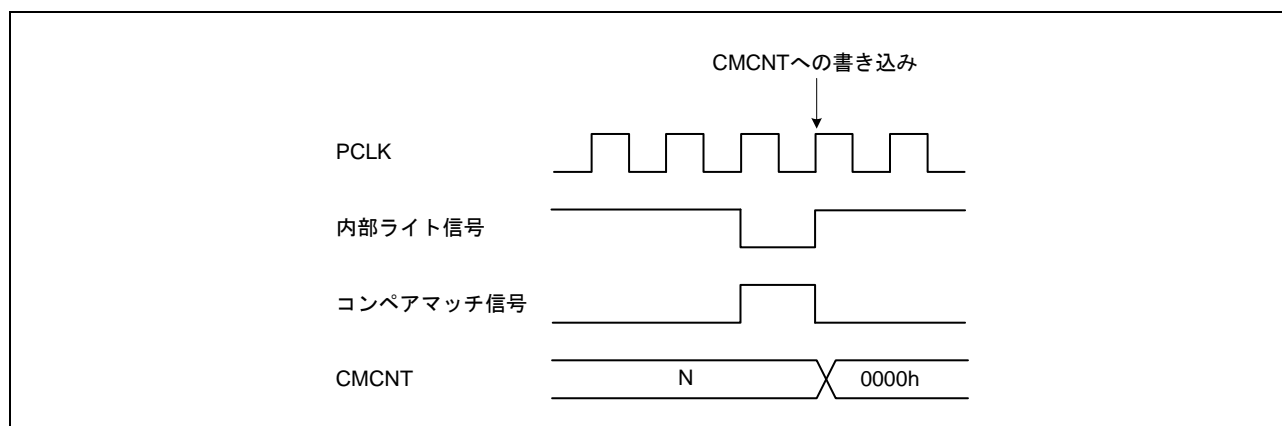 CMCNTへの書き込み
PCLK
内部ライト信号
コンペアマッチ信号
CMCNT
N
0000h